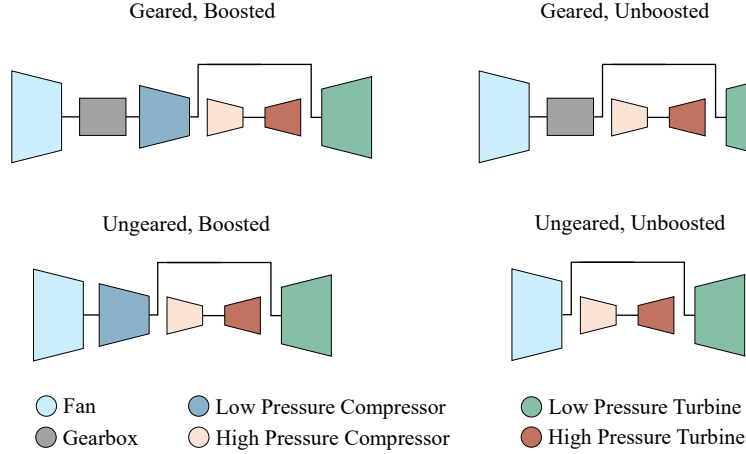 Geared, Boosted
Geared, Unboosted
Ungeared, Boosted
Ungeared, Unboosted
Fan
Low Pressure Compressor
Low Pressure Turbine
Gearbox
High Pressure Compressor
High Pressure Turbine